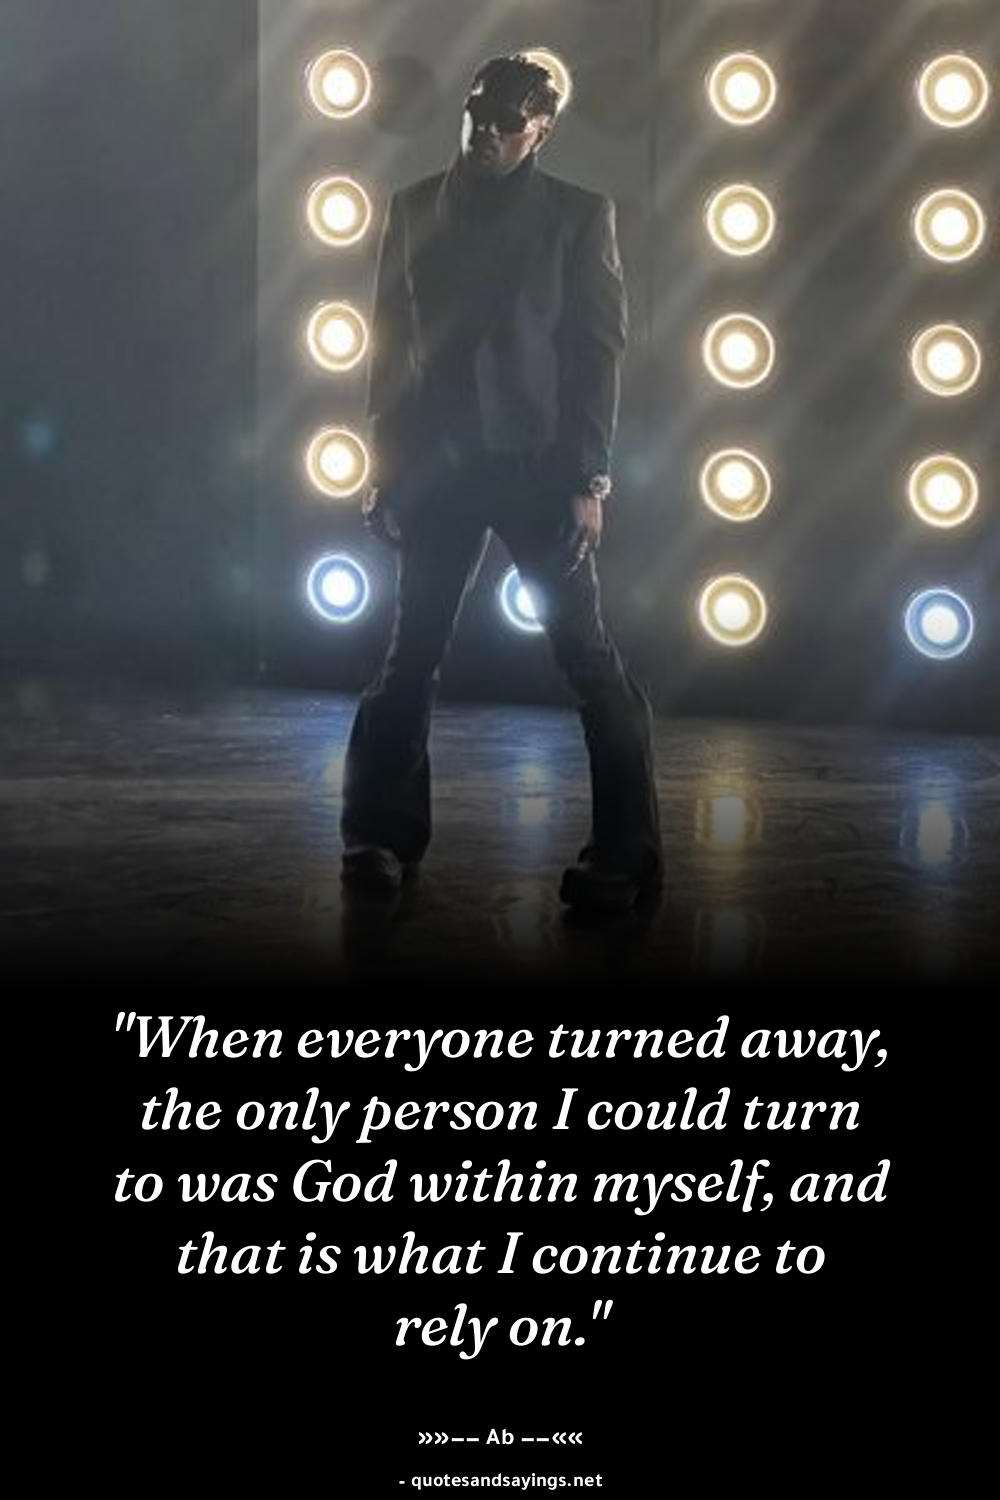 "When everyone turned away,
the only person I could turn
to was God within myself, and
that is what I continue to
rely on."
»»−− Ab −−««
- quotesandsayings.net